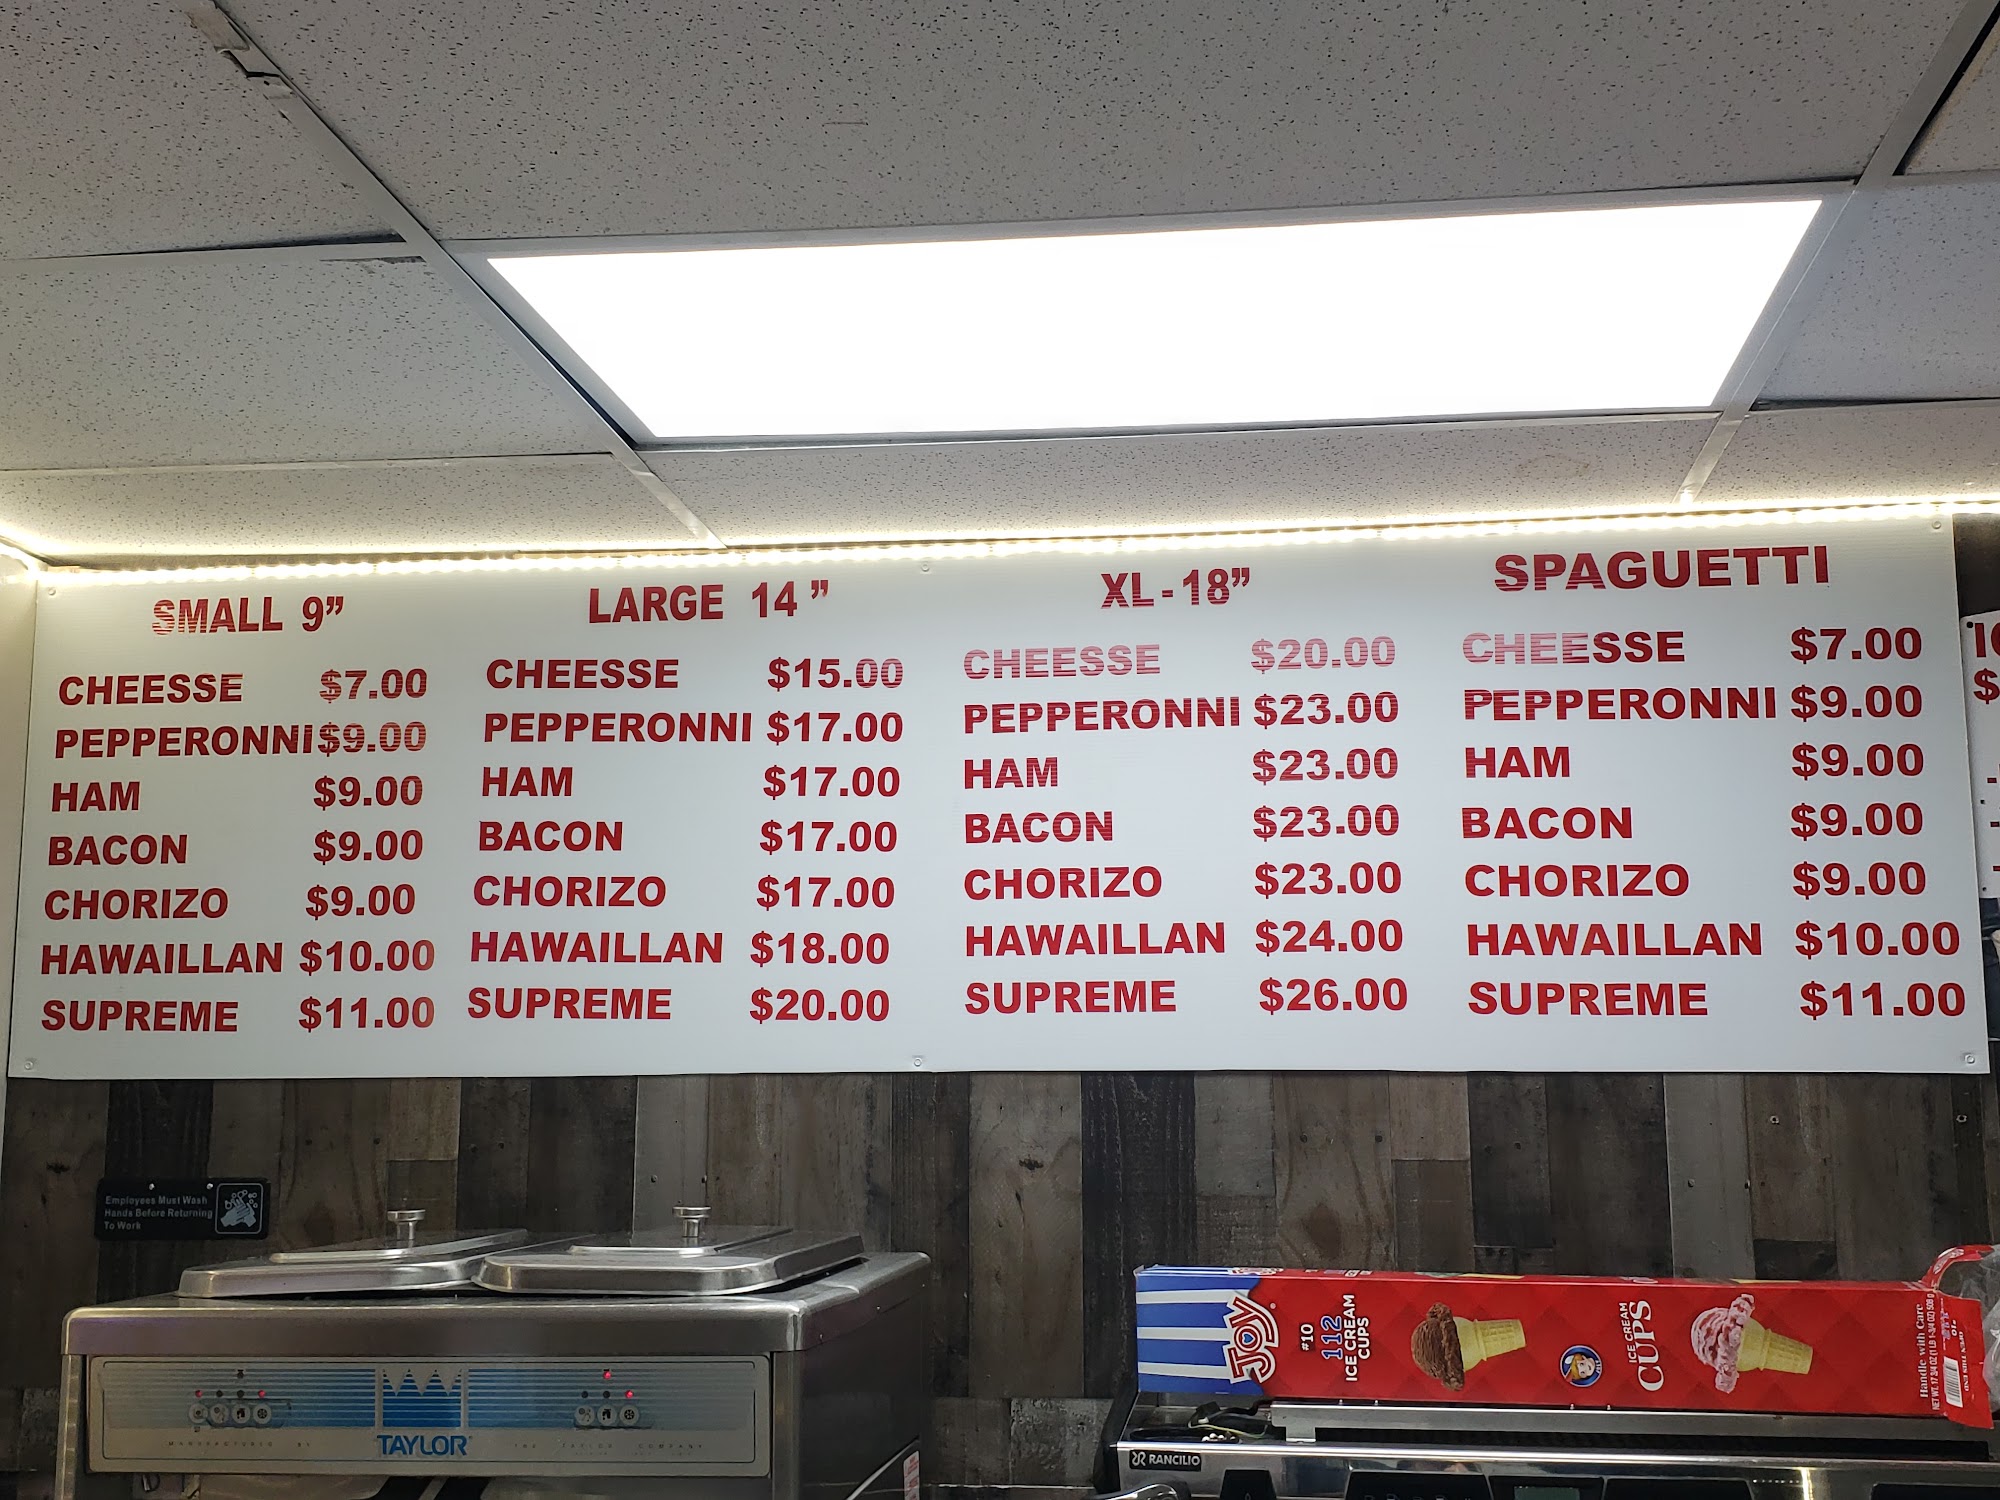 SMALL 9"
CHEESSE $7.00
PEPPERONNI $9.00
HAM $9.00
BACON $9.00
CHORIZO $9.00
HAWAILLAN $10.00
SUPREME $11.00
LARGE 14"
CHEESSE $15.00
PEPPERONNI $17.00
HAM $17.00
BACON $17.00
CHORIZO $17.00
HAWAILLAN $18.00
SUPREME $20.00
XL-18"
CHEESSE $20.00
PEPPERONNI $23.00
HAM $23.00
BACON $23.00
CHORIZO $23.00
HAWAILLAN $24.00
SUPREME $26.00
SPAGUETTI
CHEESSE $7.00
PEPPERONNI $9.00
HAM $9.00
BACON $9.00
CHORIZO $9.00
HAWAILLAN $10.00
SUPREME $11.00
Employees Must Wash
Hands Before Returning
To Work
TAYLOR
JOY
#10
112
ICE CREAM
CUPS
ICE CREAM
CUPS
Handle with Care
RANCILIO